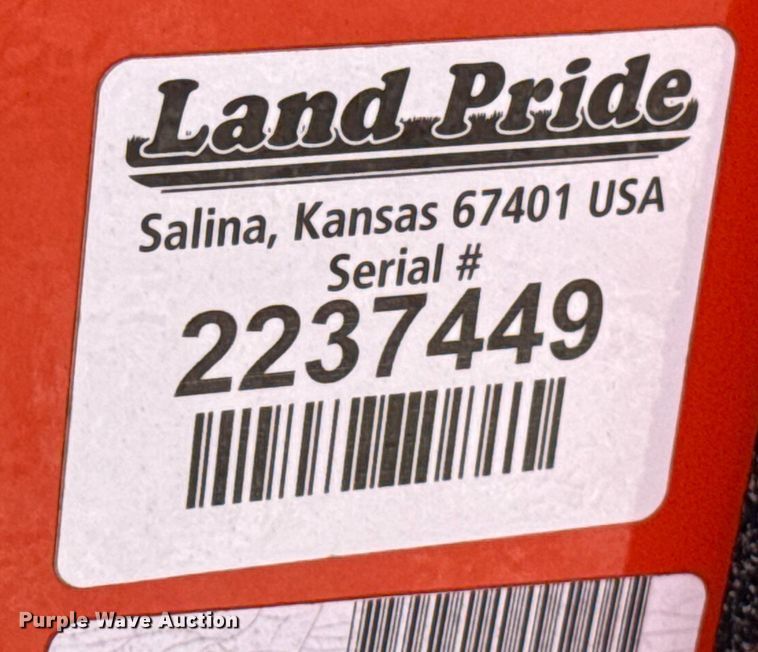 Land Pride
Salina, Kansas 67401 USA
Serial #
2237449
Purple Wave Auction